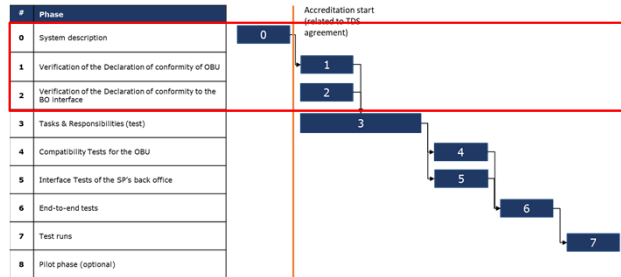 # Phase
Accreditation start
(related to TDS
agreement)
0 System description
0
1 Verification of the Declaration of conformity of OBU
1
2 Verification of the Declaration of conformity to the
BO interface
2
3 Tasks & Responsibilities (test)
3
4 Compatibility Tests for the OBU
4
5 Interface Tests of the SP's back office
5
6 End-to-end tests
6
7 Test runs
7
8 Pilot phase (optional)